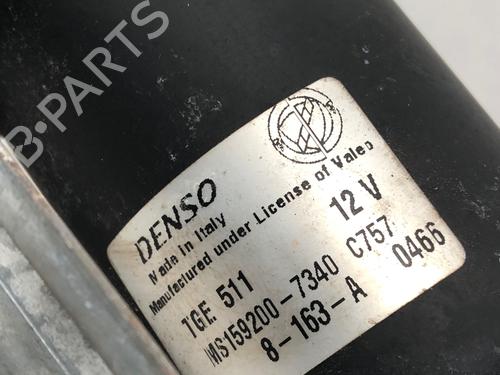 B-PARTS
DENSO
Made in Italy
Manufactured under License of Valeo
TGE 511 12 V
MS159200-7340 C757
8-163-A 0466